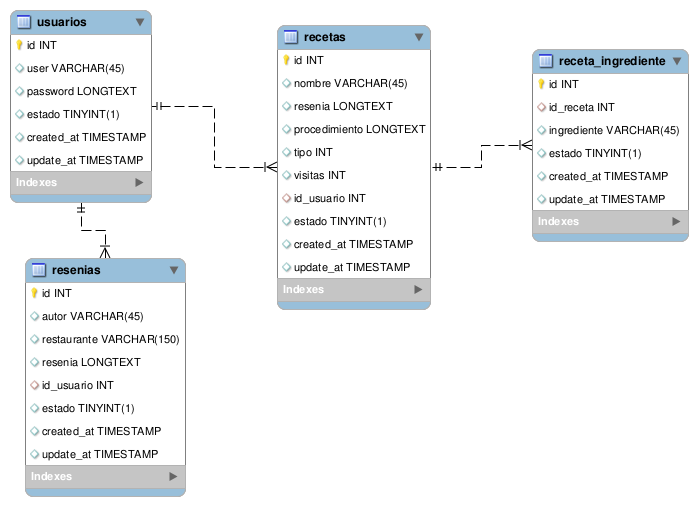 usuarios
id INT
user VARCHAR(45)
password LONGTEXT
estado TINYINT(1)
created_at TIMESTAMP
update_at TIMESTAMP
Indexes
recetas
id INT
nombre VARCHAR(45)
resenia LONGTEXT
procedimiento LONGTEXT
tipo INT
visitas INT
id_usuario INT
estado TINYINT(1)
created_at TIMESTAMP
update_at TIMESTAMP
Indexes
receta_ingrediente
id INT
id_receta INT
ingrediente VARCHAR(45)
estado TINYINT(1)
created_at TIMESTAMP
update_at TIMESTAMP
Indexes
resenias
id INT
autor VARCHAR(45)
restaurante VARCHAR(150)
resenia LONGTEXT
id_usuario INT
estado TINYINT(1)
created_at TIMESTAMP
update_at TIMESTAMP
Indexes